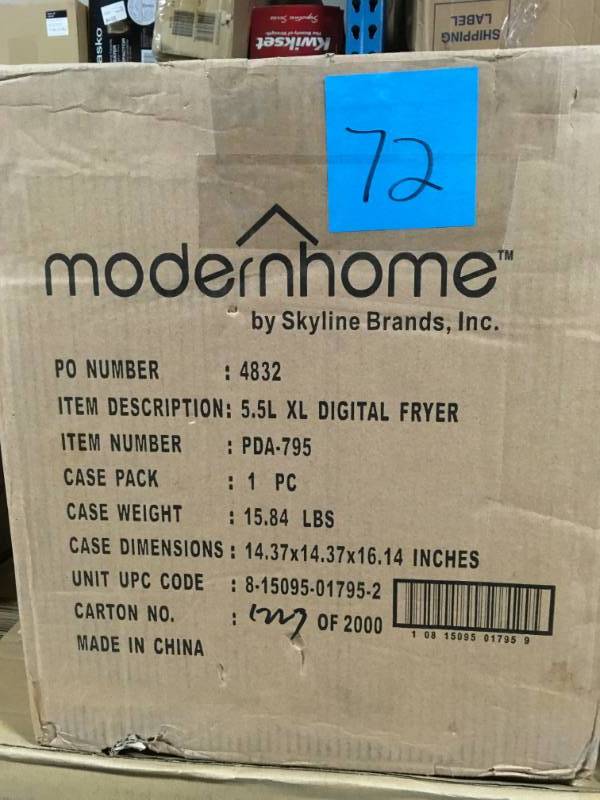 asko
Signature Series
Kwikset
SHIPPING
LABEL
72
modernhome™
by Skyline Brands, Inc.
PO NUMBER : 4832
ITEM DESCRIPTION: 5.5L XL DIGITAL FRYER
ITEM NUMBER : PDA-795
CASE PACK : 1 PC
CASE WEIGHT : 15.84 LBS
CASE DIMENSIONS : 14.37x14.37x16.14 INCHES
UNIT UPC CODE : 8-15095-01795-2
CARTON NO. : OF 2000
1 08 15095 01795 9
MADE IN CHINA